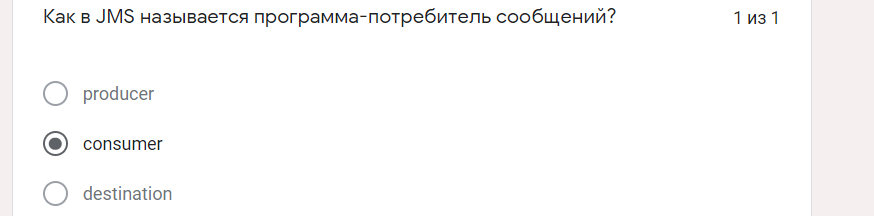 Как в JMS называется программа-потребитель сообщений?
1 из 1
producer
consumer
destination